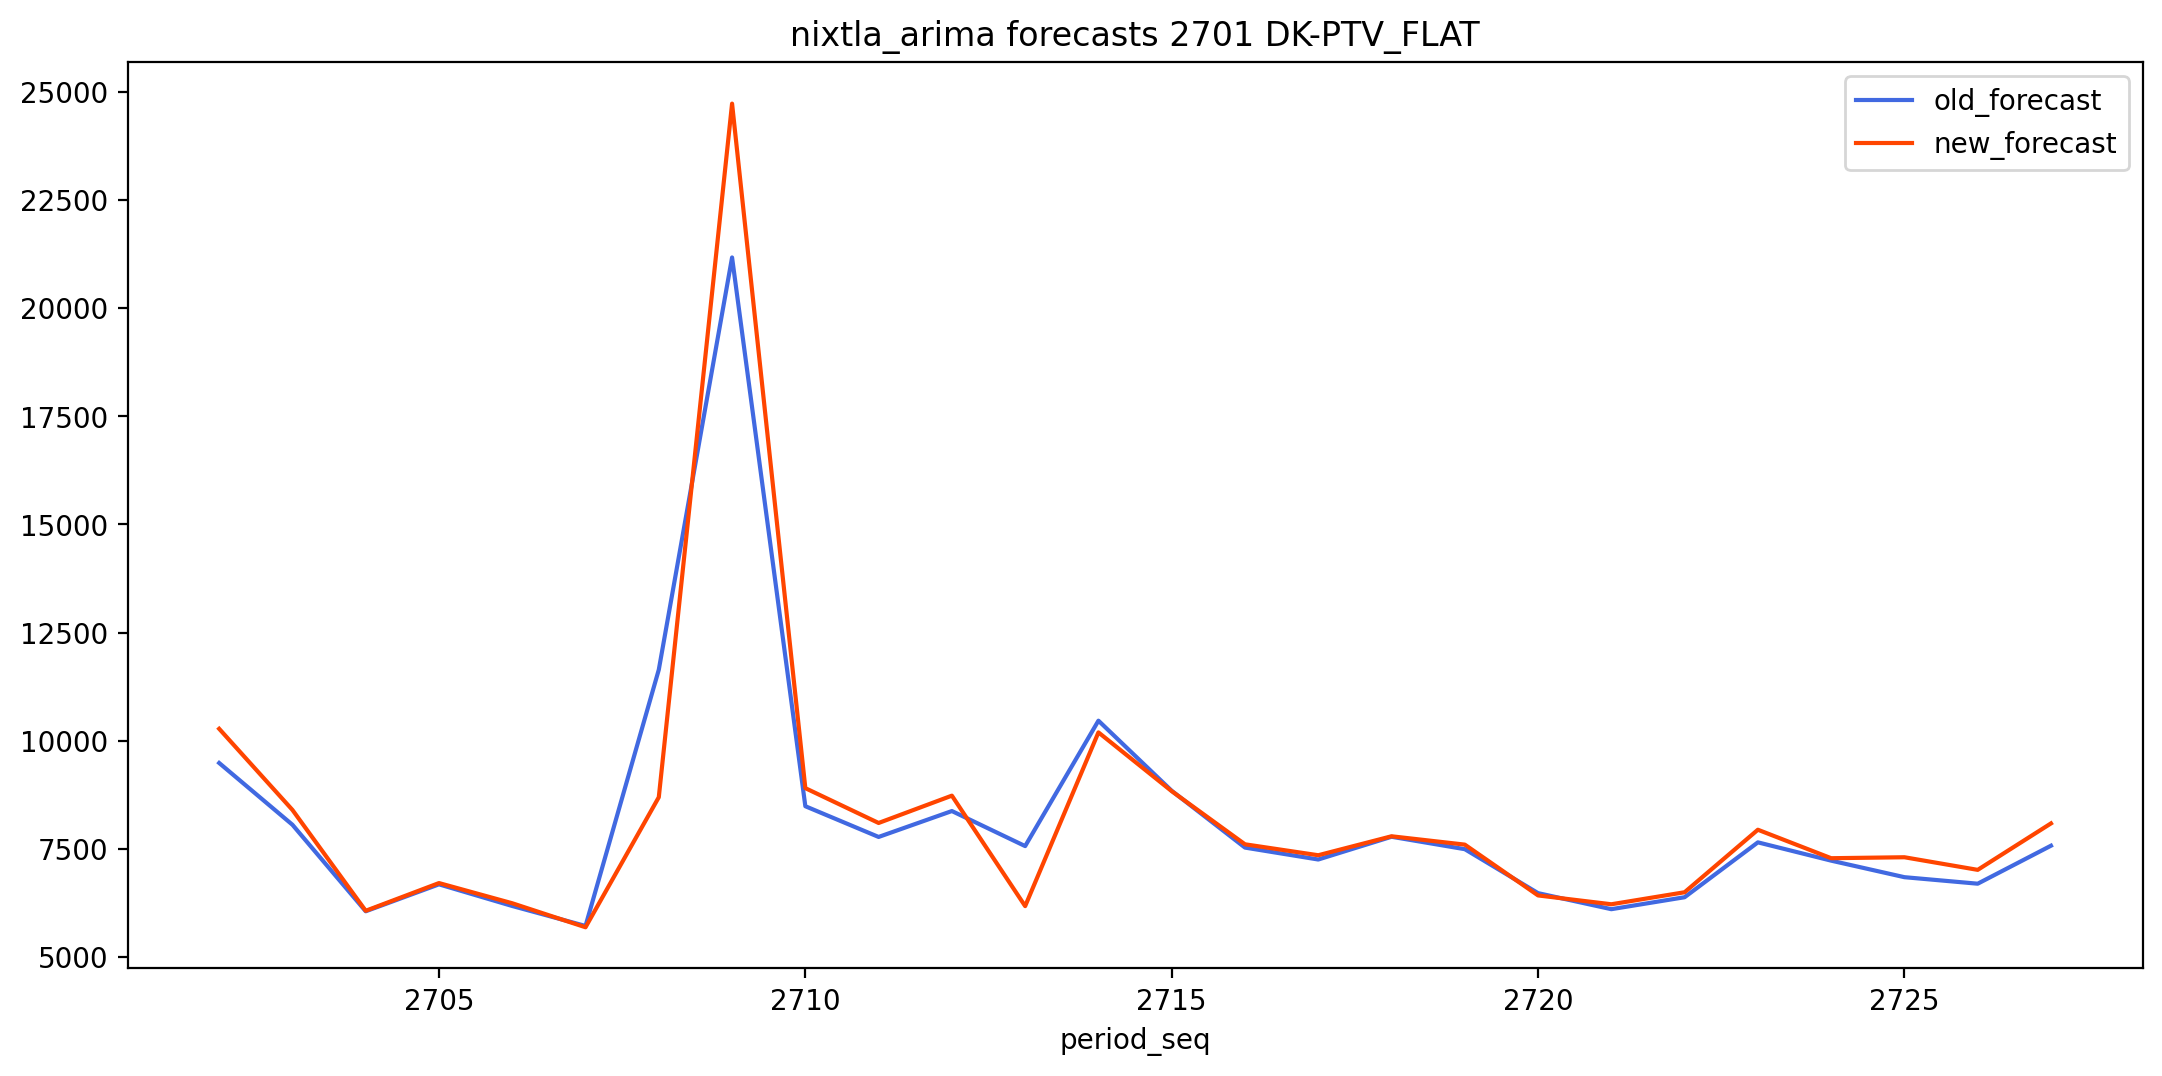 nixtla_arima forecasts 2701 DK-PTV_FLAT
old_forecast
new_forecast
25000
22500
20000
17500
15000
12500
10000
7500
5000
2705 2710 2715 2720 2725
period_seq